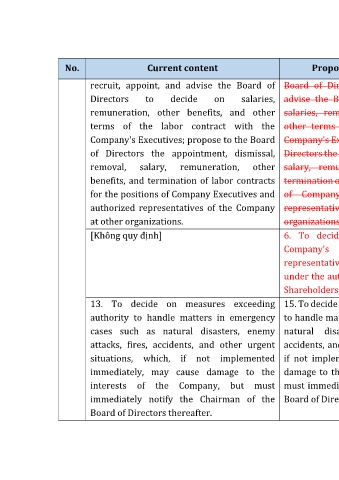 No. Current content Propo
recruit, appoint, and advise the Board of
Directors to decide on salaries,
remuneration, other benefits, and other
terms of the labor contract with the
Company's Executives; propose to the Board
of Directors the appointment, dismissal,
removal, salary, remuneration, other
benefits, and termination of labor contracts
for the positions of Company Executives and
authorized representatives of the Company
at other organizations.
Board of Dir
advise the B
salaries, rem
other terms
Company's Ex
Directors the
salary, remu
termination o
of Company
representativ
organizations
[Không quy định]
6. To decid
Company's
representativ
under the aut
Shareholders
13. To decide on measures exceeding
authority to handle matters in emergency
cases such as natural disasters, enemy
attacks, fires, accidents, and other urgent
situations, which, if not implemented
immediately, may cause damage to the
interests of the Company, but must
immediately notify the Chairman of the
Board of Directors thereafter.
15. To decide
to handle ma
natural disa
accidents, an
if not impler
damage to th
must immedi
Board of Dire